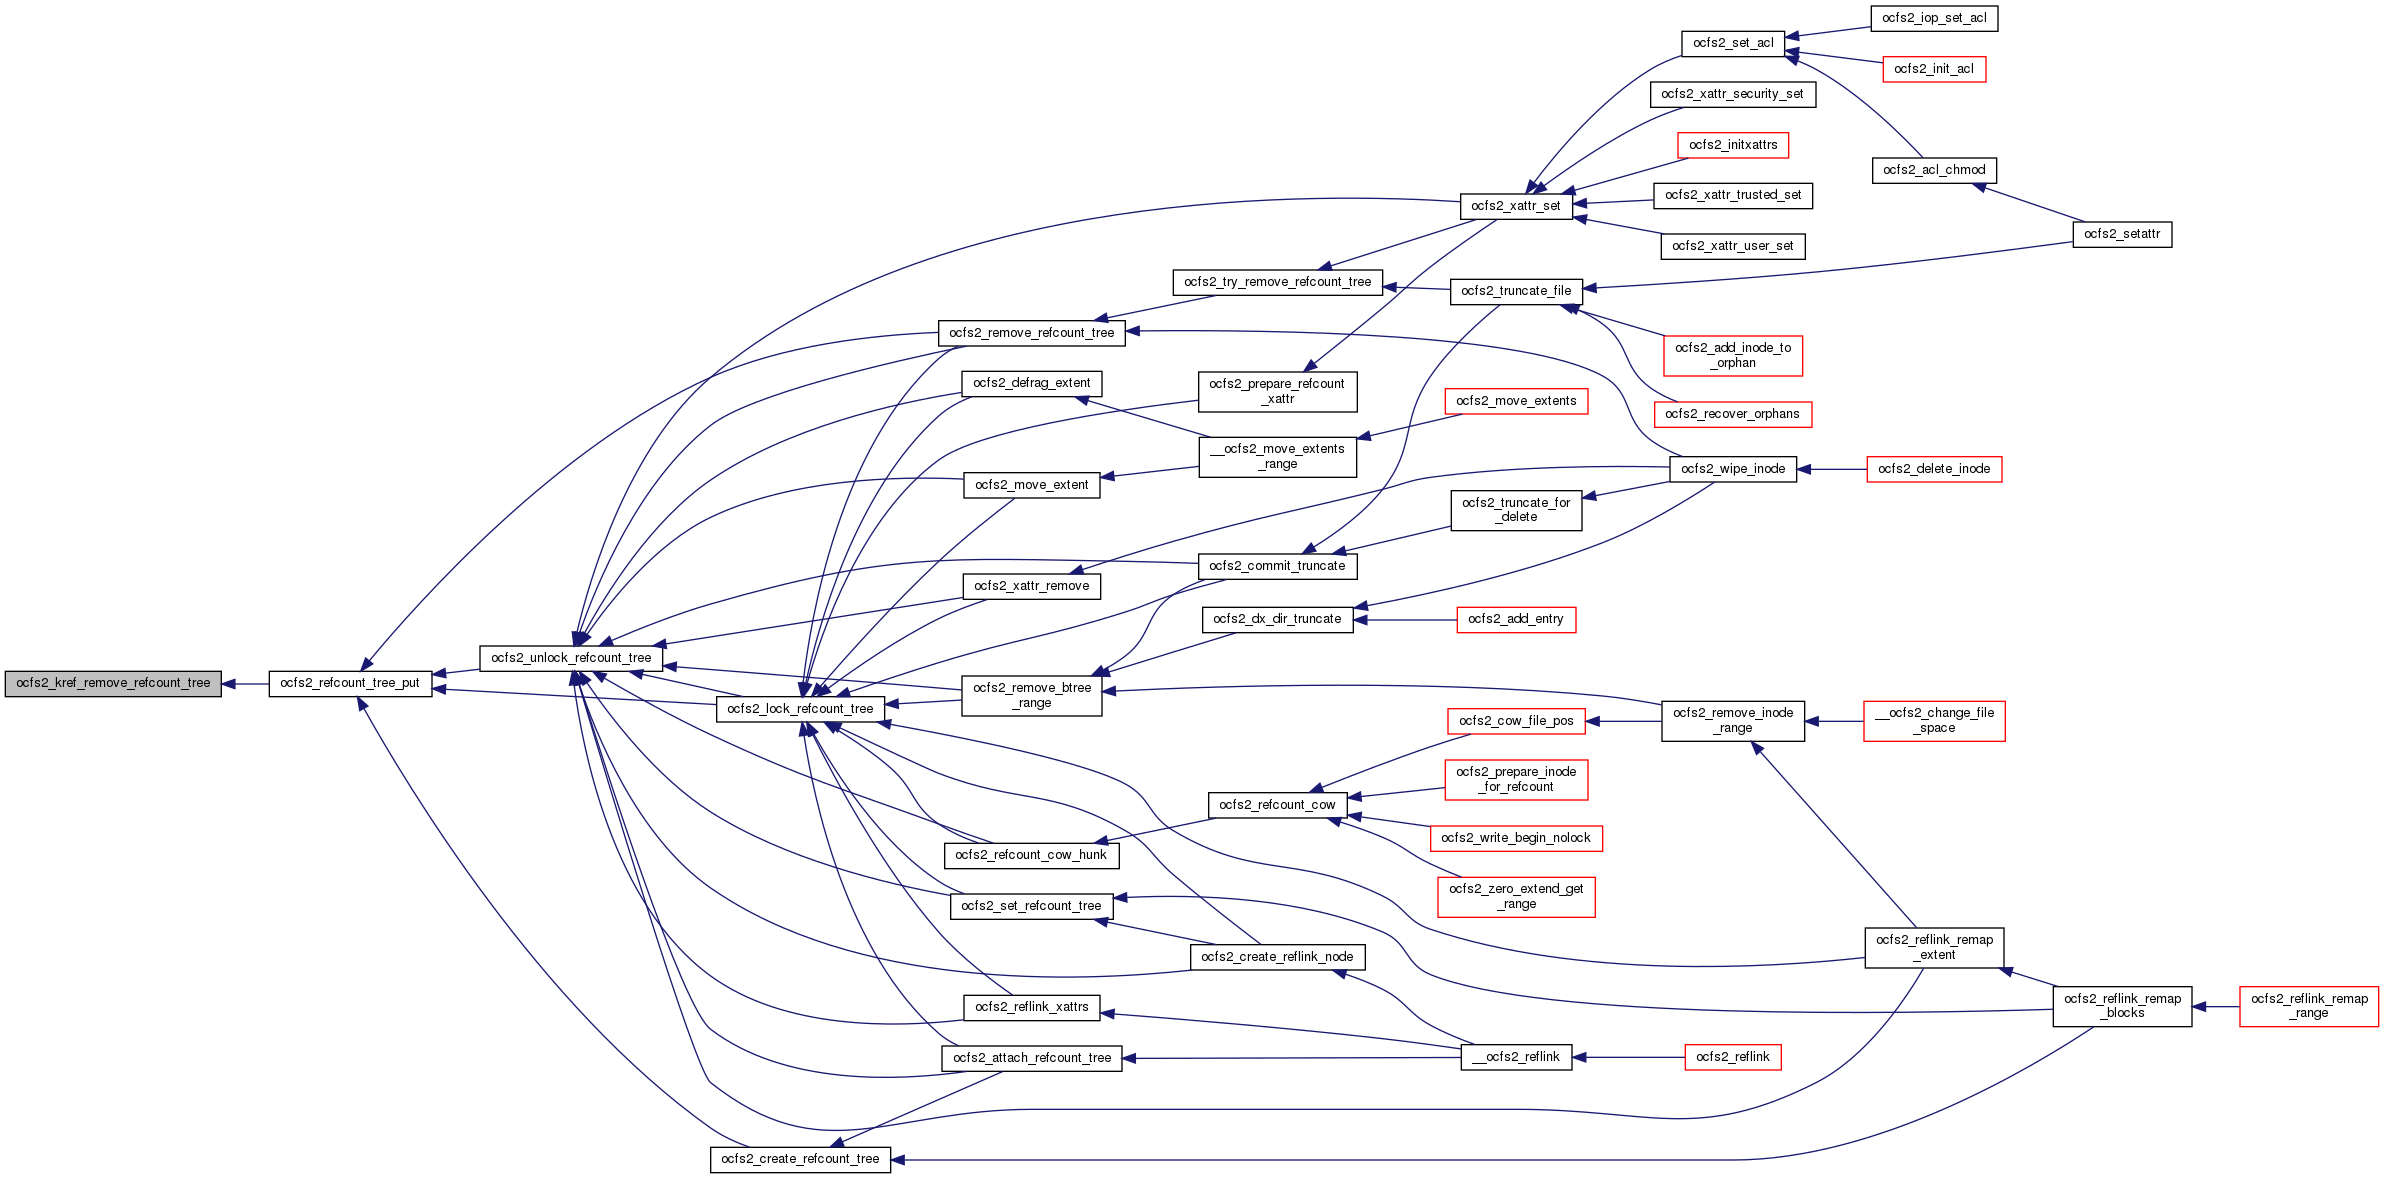 ocfs2_iop_set_acl
ocfs2_set_acl
ocfs2_init_acl
ocfs2_xattr_security_set
ocfs2_initxattrs
ocfs2_acl_chmod
ocfs2_xattr_trusted_set
ocfs2_xattr_set
ocfs2_setattr
ocfs2_xattr_user_set
ocfs2_try_remove_refcount_tree
ocfs2_truncate_file
ocfs2_remove_refcount_tree
ocfs2_add_inode_to
_orphan
ocfs2_defrag_extent
ocfs2_prepare_refcount
_xattr
ocfs2_move_extents
ocfs2_recover_orphans
__ocfs2_move_extents
_range
ocfs2_wipe_inode
ocfs2_delete_inode
ocfs2_move_extent
ocfs2_truncate_for
_delete
ocfs2_commit_truncate
ocfs2_xattr_remove
ocfs2_dx_dir_truncate
ocfs2_add_entry
ocfs2_unlock_refcount_tree
ocfs2_kref_remove_refcount_tree
ocfs2_refcount_tree_put
ocfs2_remove_btree
_range
ocfs2_lock_refcount_tree
ocfs2_cow_file_pos
ocfs2_remove_inode
_range
__ocfs2_change_file
_space
ocfs2_prepare_inode
_for_refcount
ocfs2_refcount_cow
ocfs2_write_begin_nolock
ocfs2_refcount_cow_hunk
ocfs2_zero_extend_get
_range
ocfs2_set_refcount_tree
ocfs2_create_reflink_node
ocfs2_reflink_remap
_extent
ocfs2_reflink_xattrs
ocfs2_reflink_remap
_blocks
ocfs2_reflink_remap
_range
ocfs2_attach_refcount_tree
__ocfs2_reflink
ocfs2_reflink
ocfs2_create_refcount_tree